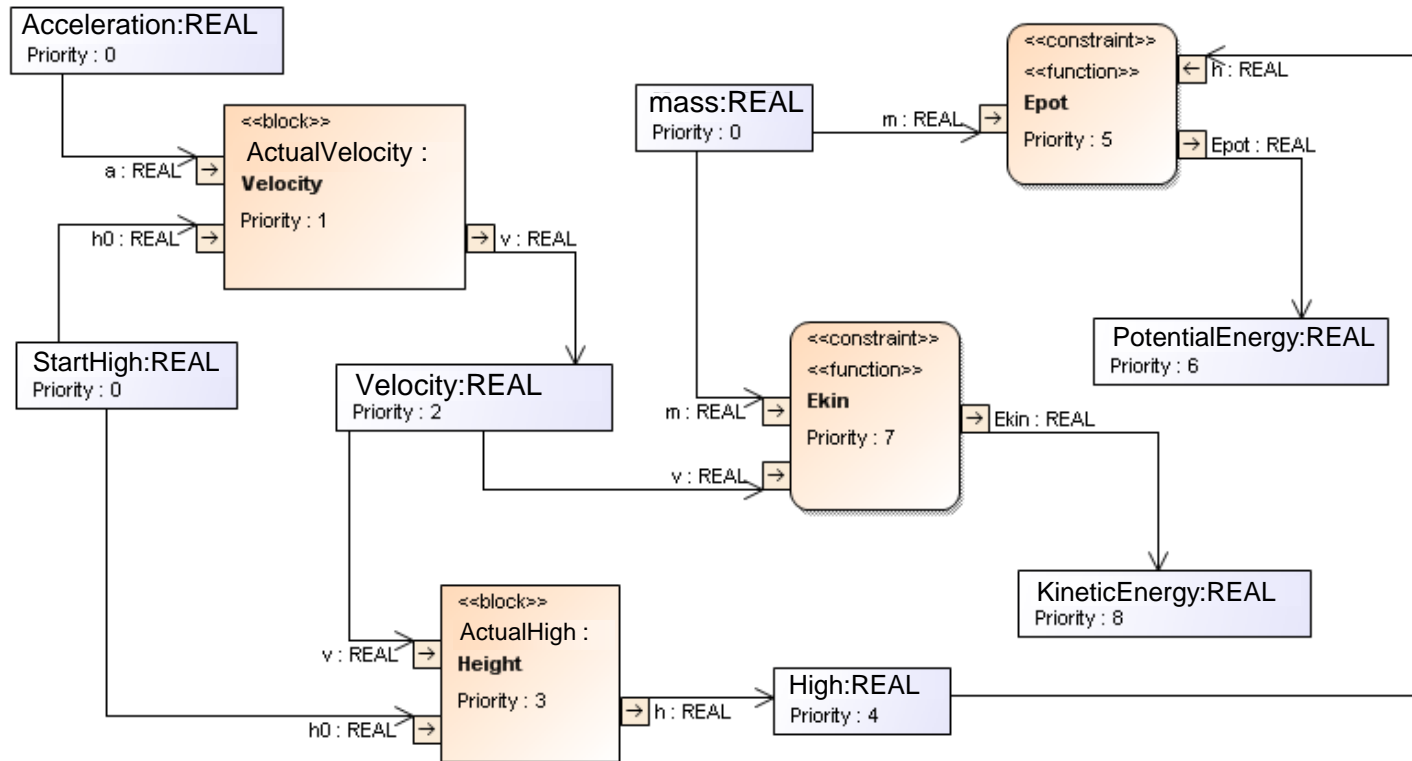 Acceleration:REAL
Priority : 0
<<block>>
ActualVelocity :
Velocity
Priority : 1
a : REAL
h0 : REAL
v : REAL
StartHigh:REAL
Priority : 0
Velocity:REAL
Priority : 2
<<block>>
ActualHigh :
Height
Priority : 3
v : REAL
h0 : REAL
h : REAL
High:REAL
Priority : 4
mass:REAL
Priority : 0
<<constraint>>
<<function>>
Epot
Priority : 5
m : REAL
h : REAL
Epot : REAL
PotentialEnergy:REAL
Priority : 6
<<constraint>>
<<function>>
Ekin
Priority : 7
m : REAL
v : REAL
Ekin : REAL
KineticEnergy:REAL
Priority : 8